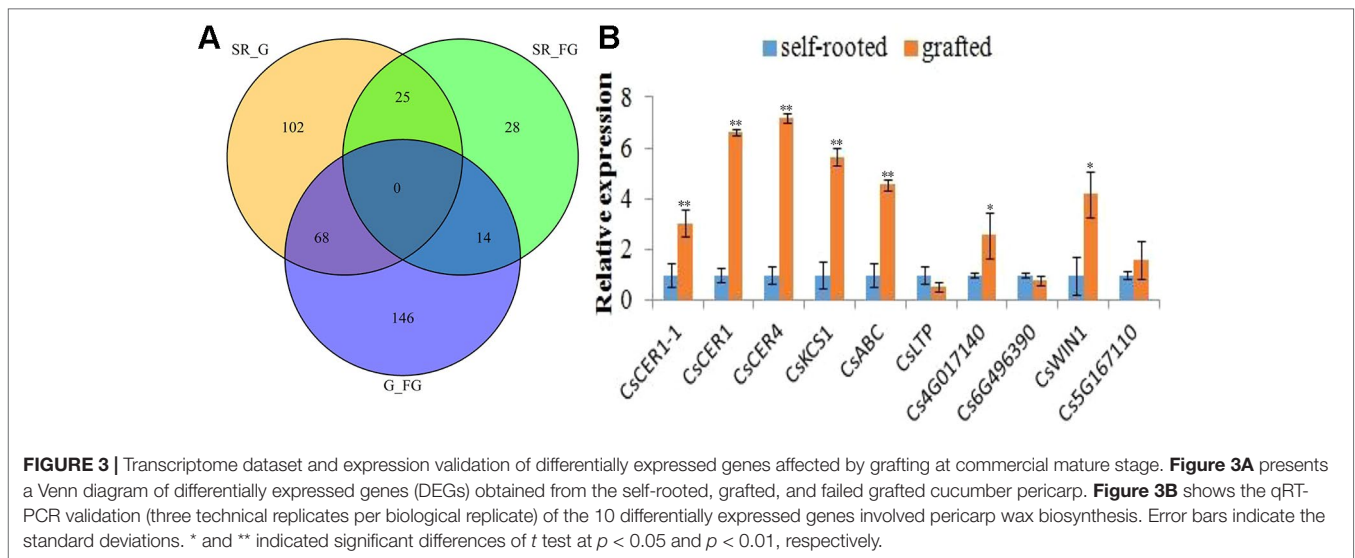 A
SR_G
SR_FG
25
102
28
0
68
14
146
G_FG
B
self-rooted
grafted
Relative expression
8
6
4
2
0
**
**
**
**
**
*
*
CsCER1-1
CsCER1
CsCER4
CsKCS1
CsABC
CsLTP
Cs4G017140
Cs6G496390
CsWIN1
Cs5G167110
FIGURE 3 | Transcriptome dataset and expression validation of differentially expressed genes affected by grafting at commercial mature stage. Figure 3A presents
a Venn diagram of differentially expressed genes (DEGs) obtained from the self-rooted, grafted, and failed grafted cucumber pericarp. Figure 3B shows the qRT-
PCR validation (three technical replicates per biological replicate) of the 10 differentially expressed genes involved pericarp wax biosynthesis. Error bars indicate the
standard deviations. * and ** indicated significant differences of t test at p < 0.05 and p < 0.01, respectively.